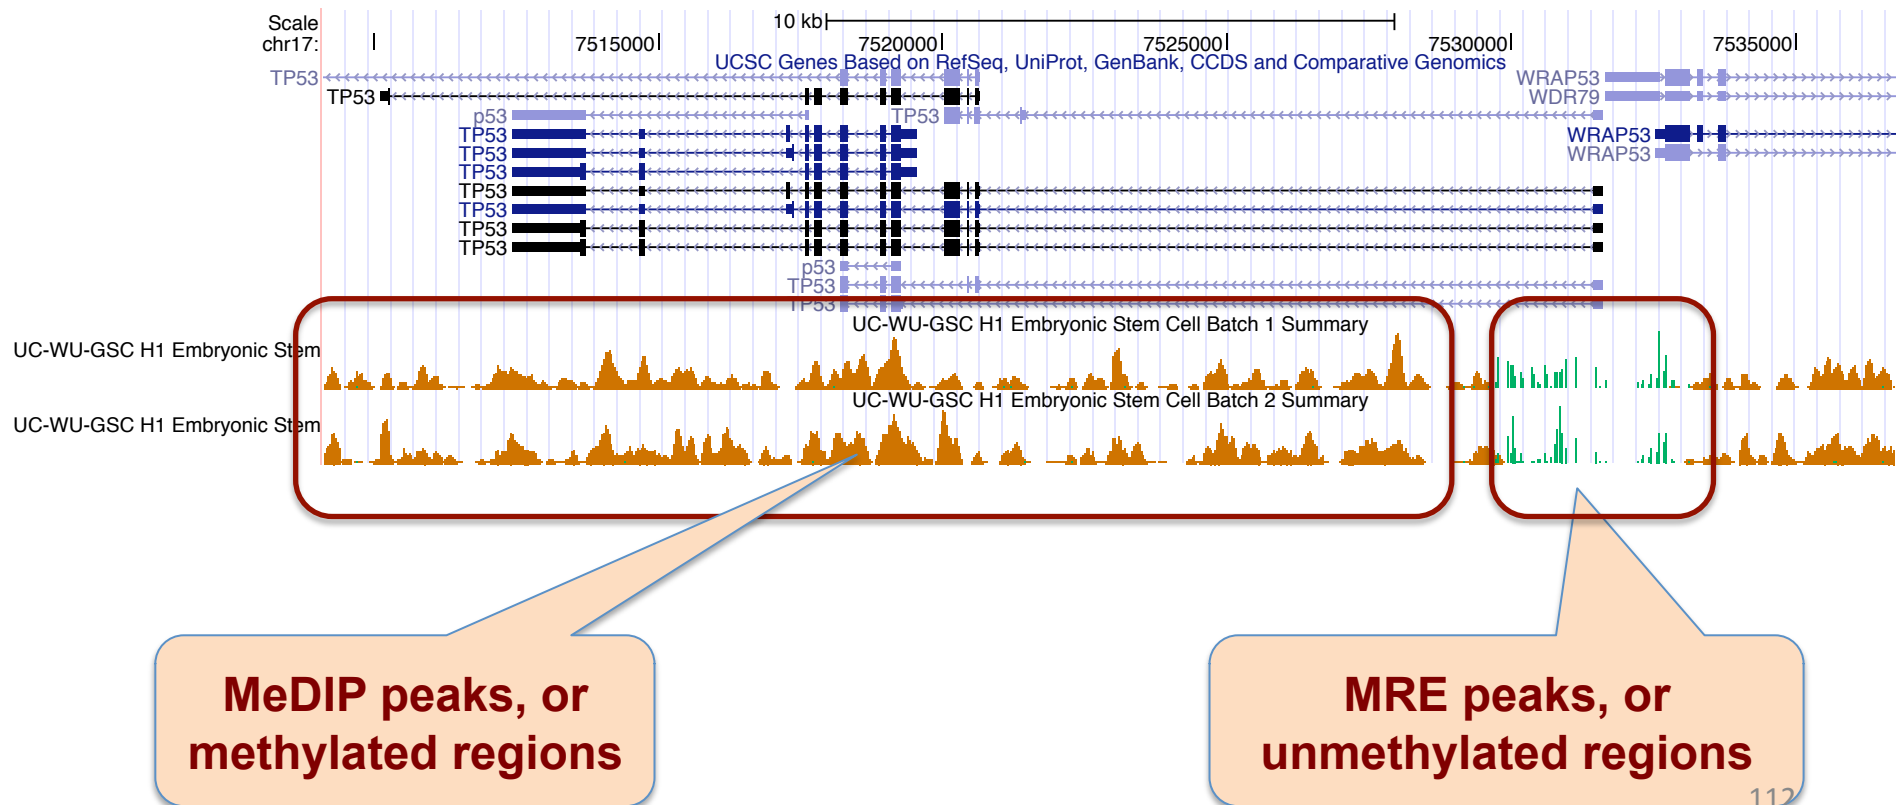 Scale 10 kb
chr17: 7515000 7520000 7525000 7530000 7535000
UCSC Genes Based on RefSeq, UniProt, GenBank, CCDS and Comparative Genomics
TP53 WRAP53
TP53 WDR79
p53 TP53
TP53 WRAP53
TP53 WRAP53
TP53
TP53
TP53
TP53
TP53
p53
TP53
TP53
UC-WU-GSC H1 Embryonic Stem Cell Batch 1 Summary
UC-WU-GSC H1 Embryonic Stem
UC-WU-GSC H1 Embryonic Stem Cell Batch 2 Summary
UC-WU-GSC H1 Embryonic Stem
MeDIP peaks, or
methylated regions
MRE peaks, or
unmethylated regions
112